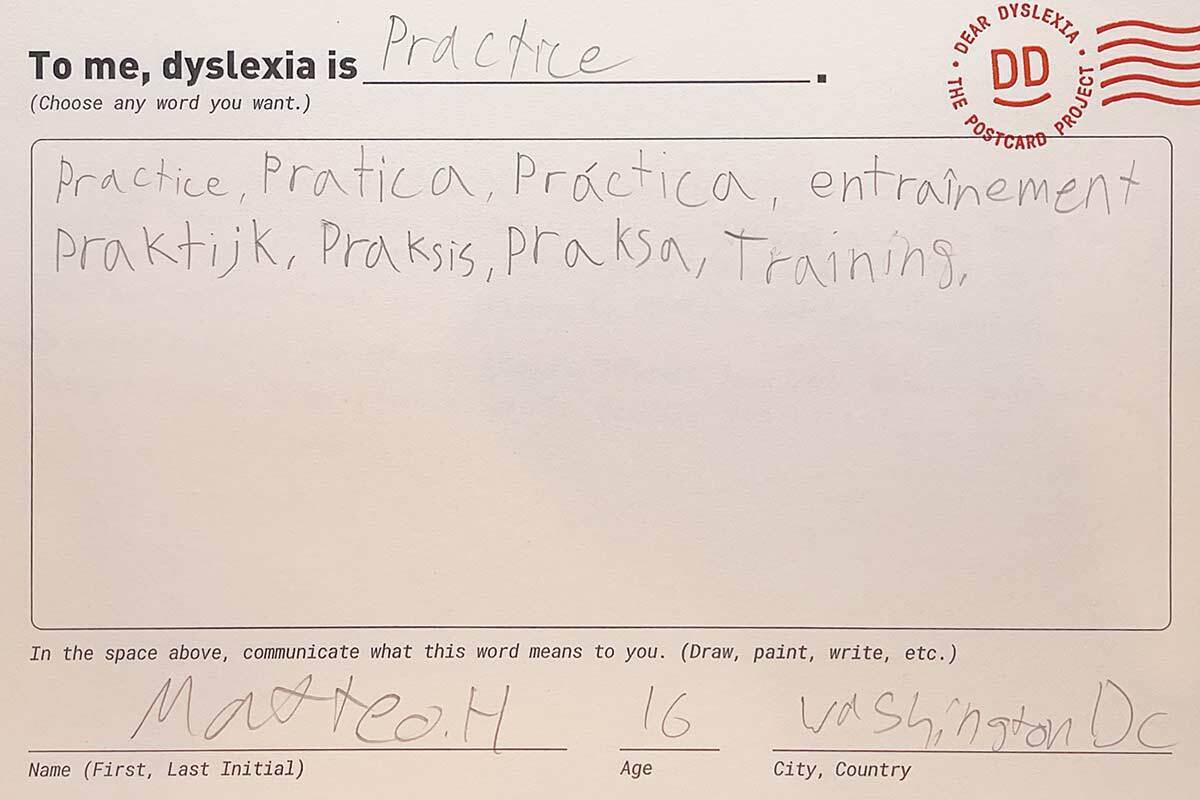 To me, dyslexia is Practice.
(Choose any word you want.)
DEAR DYSLEXIA • THE POSTCARD PROJECT •
DD
Practice, Pratica, Práctica, entraînement
Praktijk, Praksis, Praksa, Training,
In the space above, communicate what this word means to you. (Draw, paint, write, etc.)
Matteo.H 16 Washington Dc
Name (First, Last Initial) Age City, Country